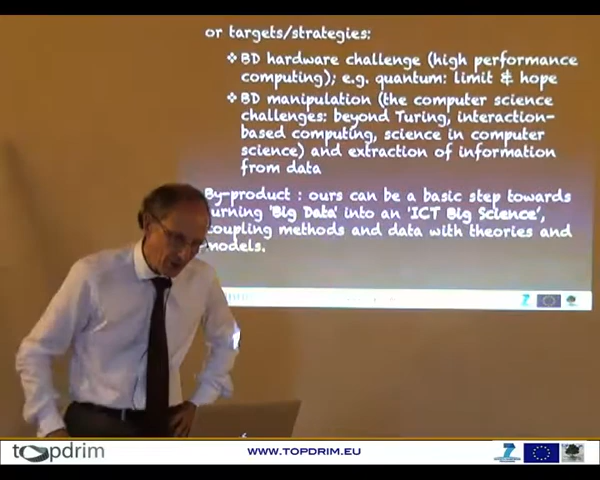 or targets/strategies:
❖ BD hardware challenge (high performance
computing); e.g. quantum: limit & hope
❖ BD manipulation (the computer science
challenges: beyond Turing, interaction-
based computing, science in computer
science) and extraction of information
from data
By-product : ours can be a basic step towards
turning 'Big Data' into an 'ICT Big Science',
coupling methods and data with theories and
models.
topdrim
WWW.TOPDRIM.EU